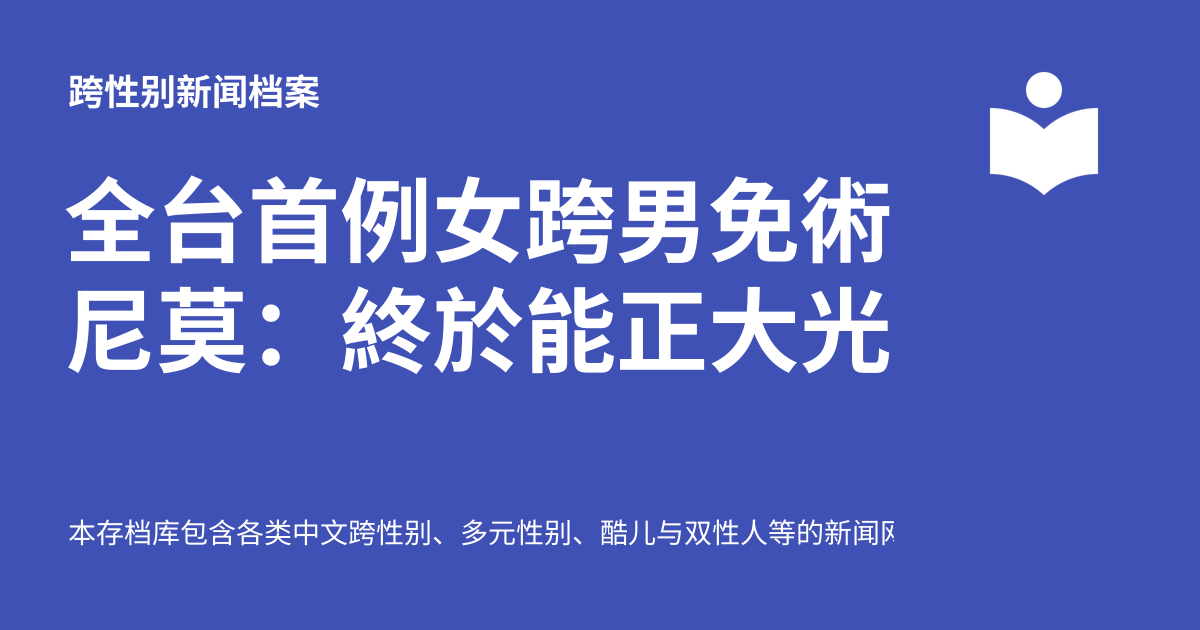 跨性别新闻档案
全台首例女跨男免術
尼莫：終於能正大光
本存档库包含各类中文跨性别、多元性别、酷儿与双性人等的新闻网